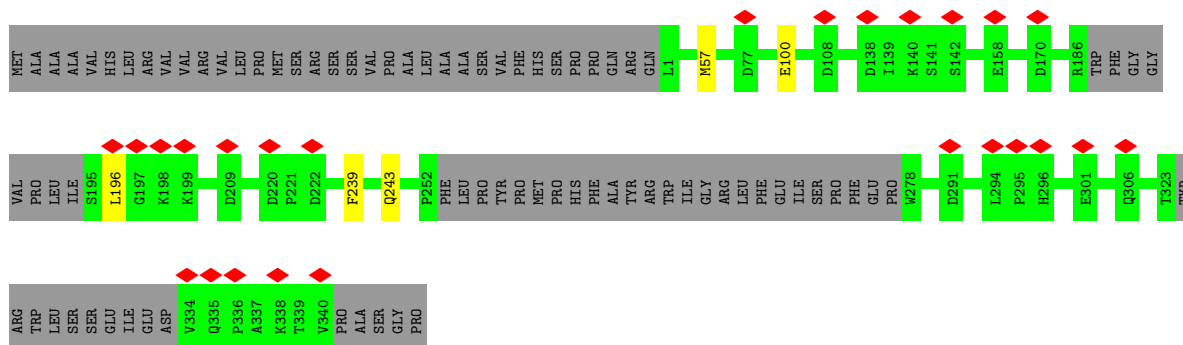 MET ALA ALA ALA VAL HIS LEU ARG VAL VAL ARG VAL LEU PRO MET SER ARG SER SER VAL PRO ALA LEU ALA ALA SER VAL PHE HIS SER PRO PRO GLN ARG GLN L1 M57 D77 E100 D108 D138 I139 K140 S141 S142 E158 D170 R186 TRP PHE GLY GLY
VAL PRO LEU ILE S195 L196 G197 K198 K199 D209 D220 P221 D222 F239 Q243 P252 PHE LEU PRO TYR PRO MET PRO HIS PHE ALA TYR ARG TRP ILE GLY ARG LEU PHE GLU ILE SER PRO PHE GLU PRO W278 D291 L294 P295 H296 E301 Q306 T323
ARG TRP LEU SER SER GLU ILE GLU ASP V334 Q335 P336 A337 K338 T339 V340 PRO ALA SER GLY PRO